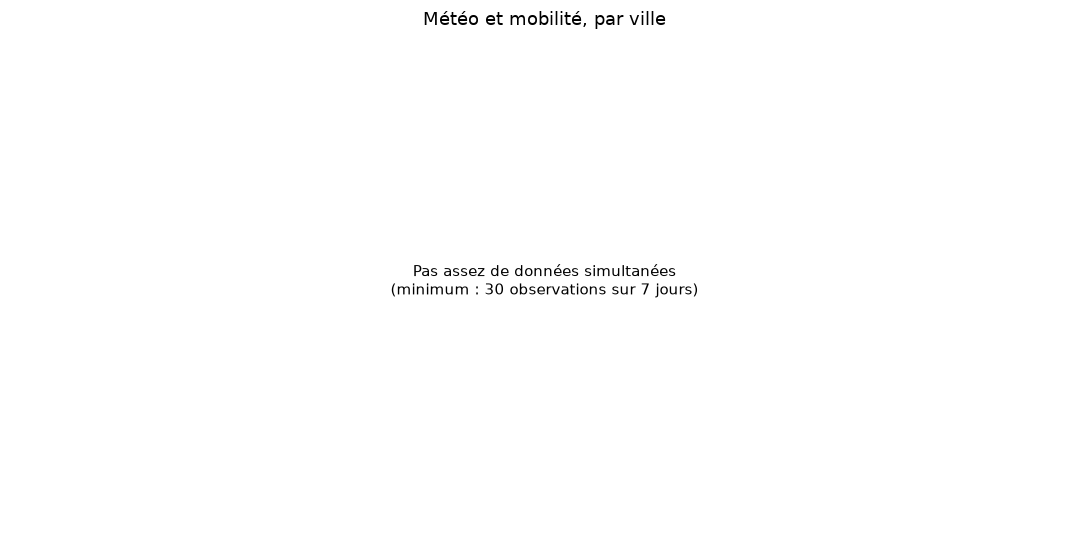 Météo et mobilité, par ville
Pas assez de données simultanées
(minimum : 30 observations sur 7 jours)